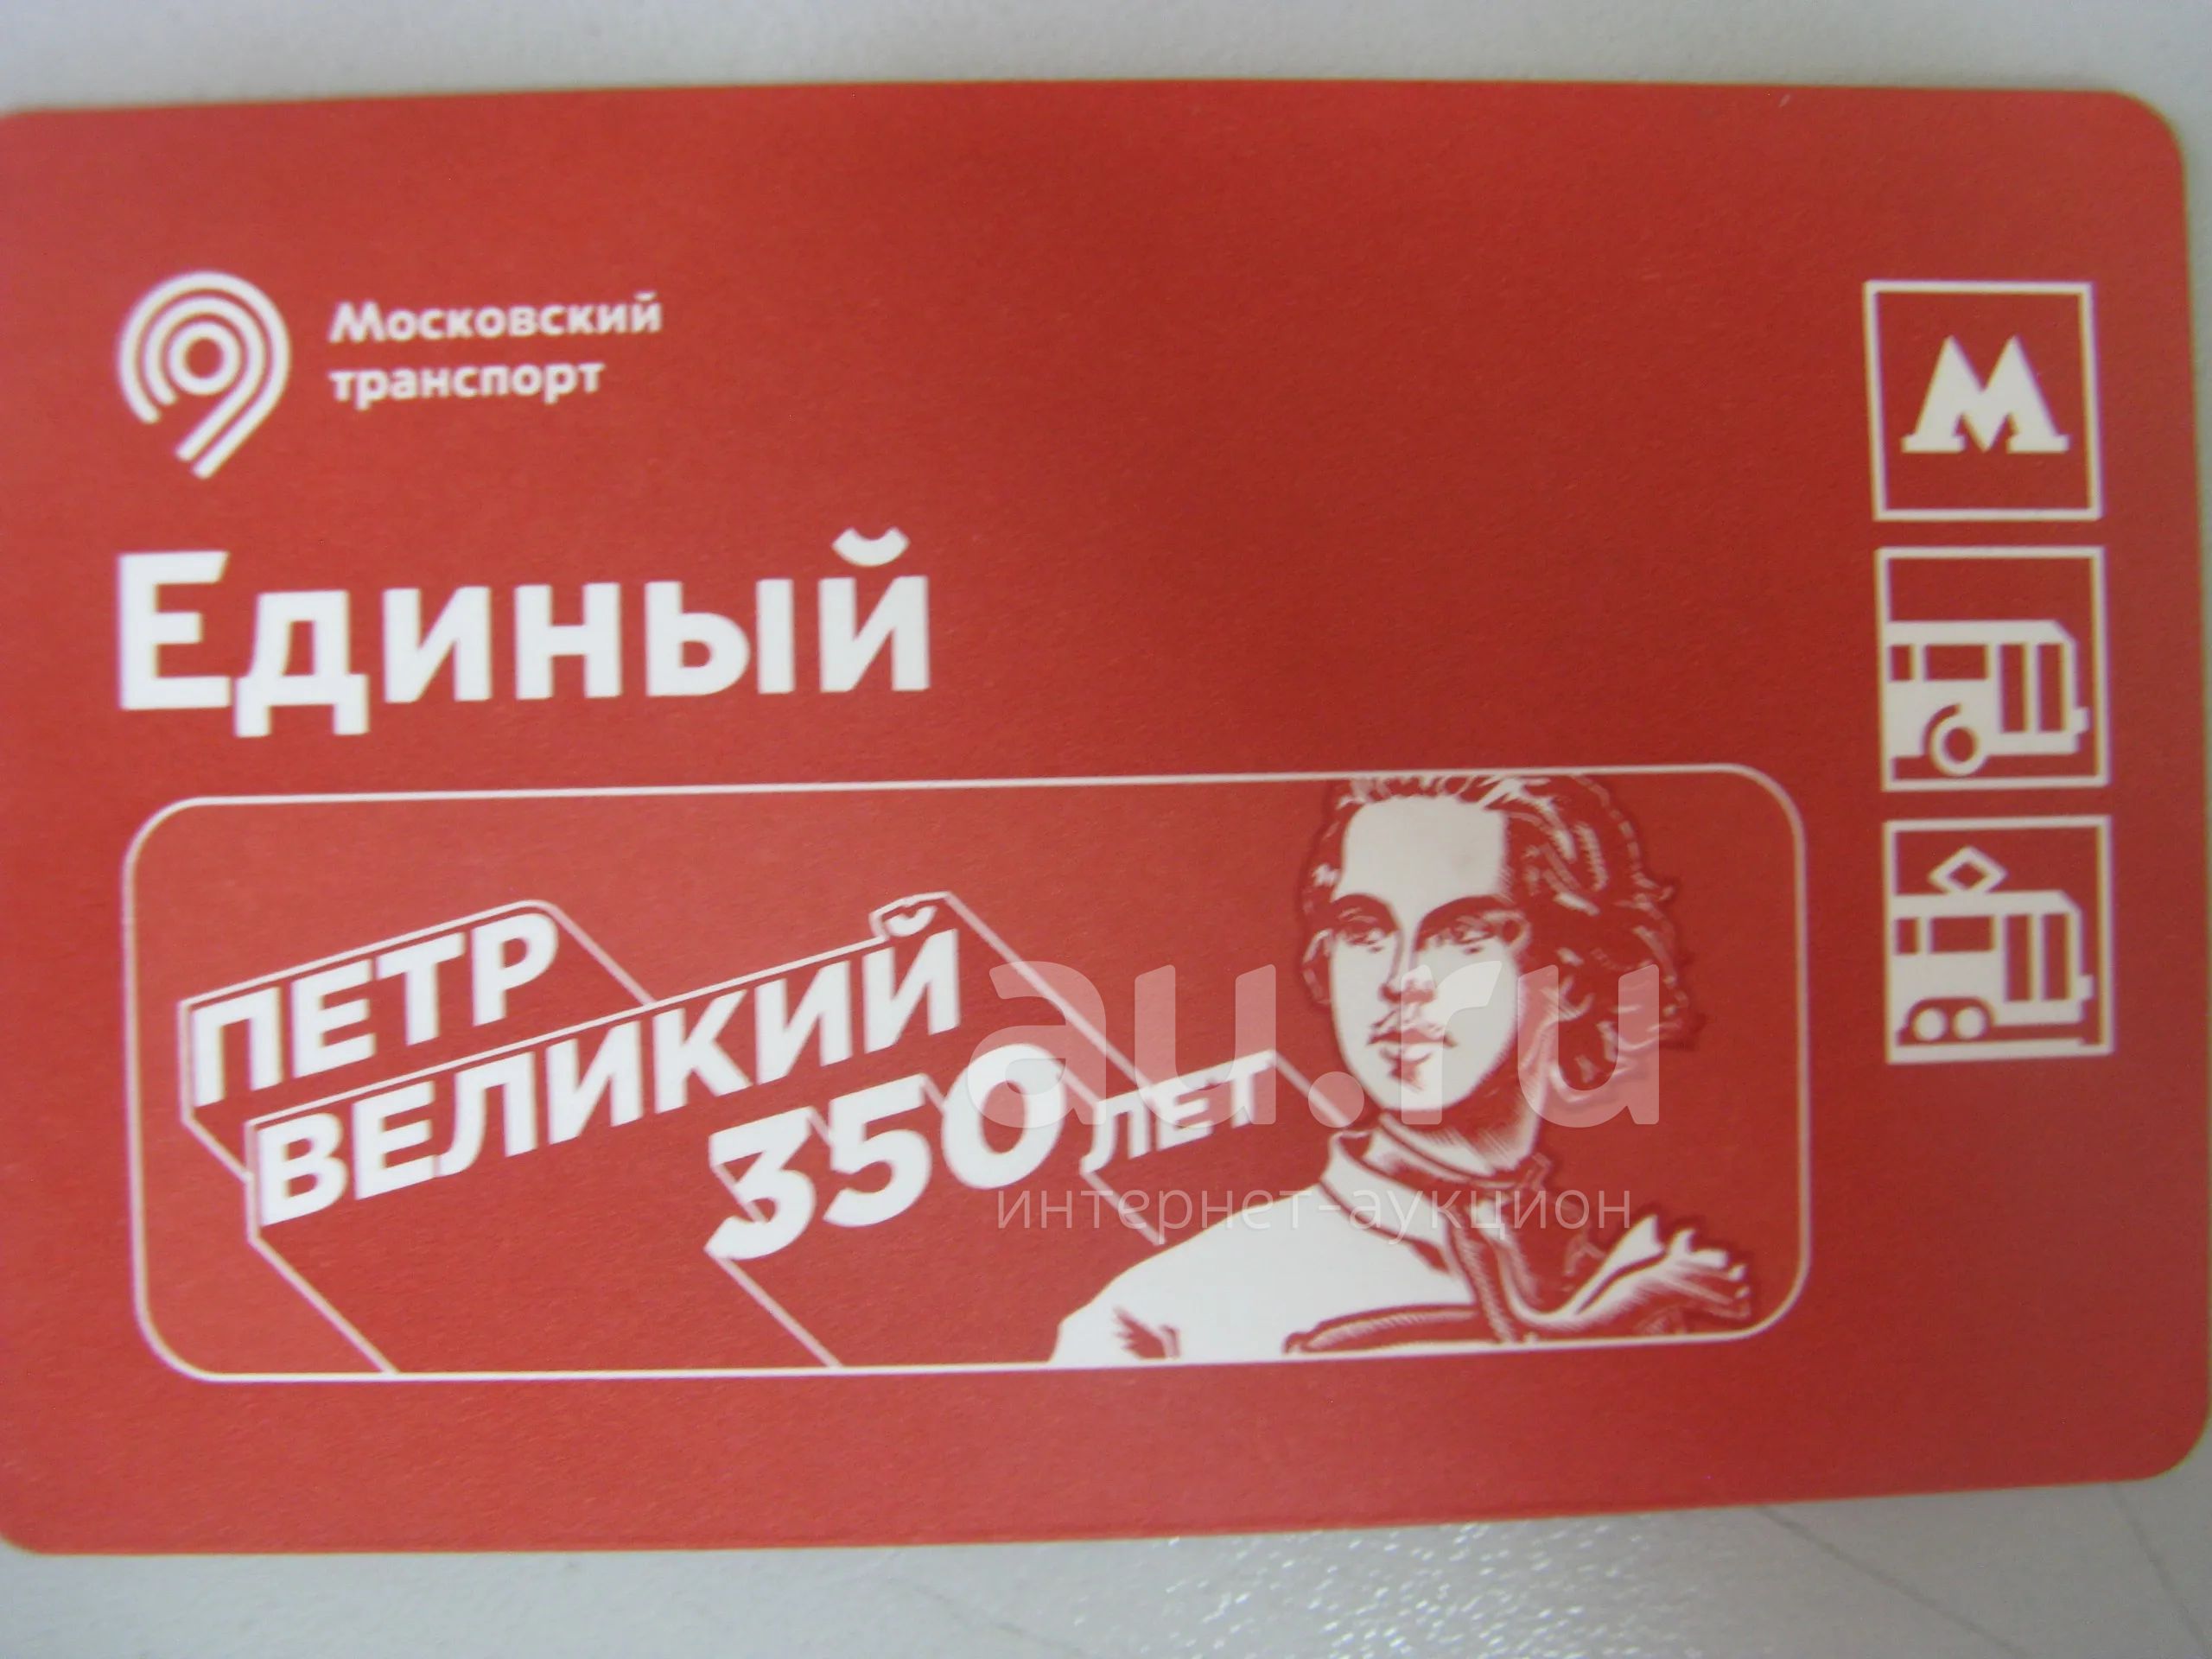 Московский
транспорт
М
Единый
ПЕТР
ВЕЛИКИЙ
350 ЛЕТ
au.ru
интернет-аукцион